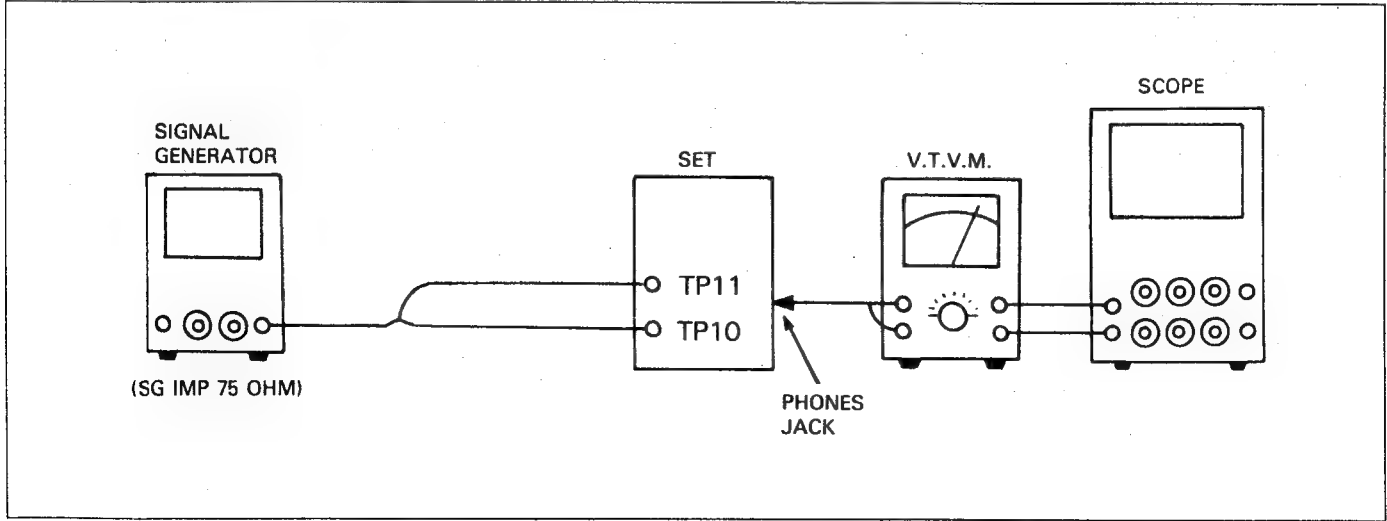 SIGNAL
GENERATOR
(SG IMP 75 OHM)
SET
TP11
TP10
PHONES
JACK
V.T.V.M.
SCOPE